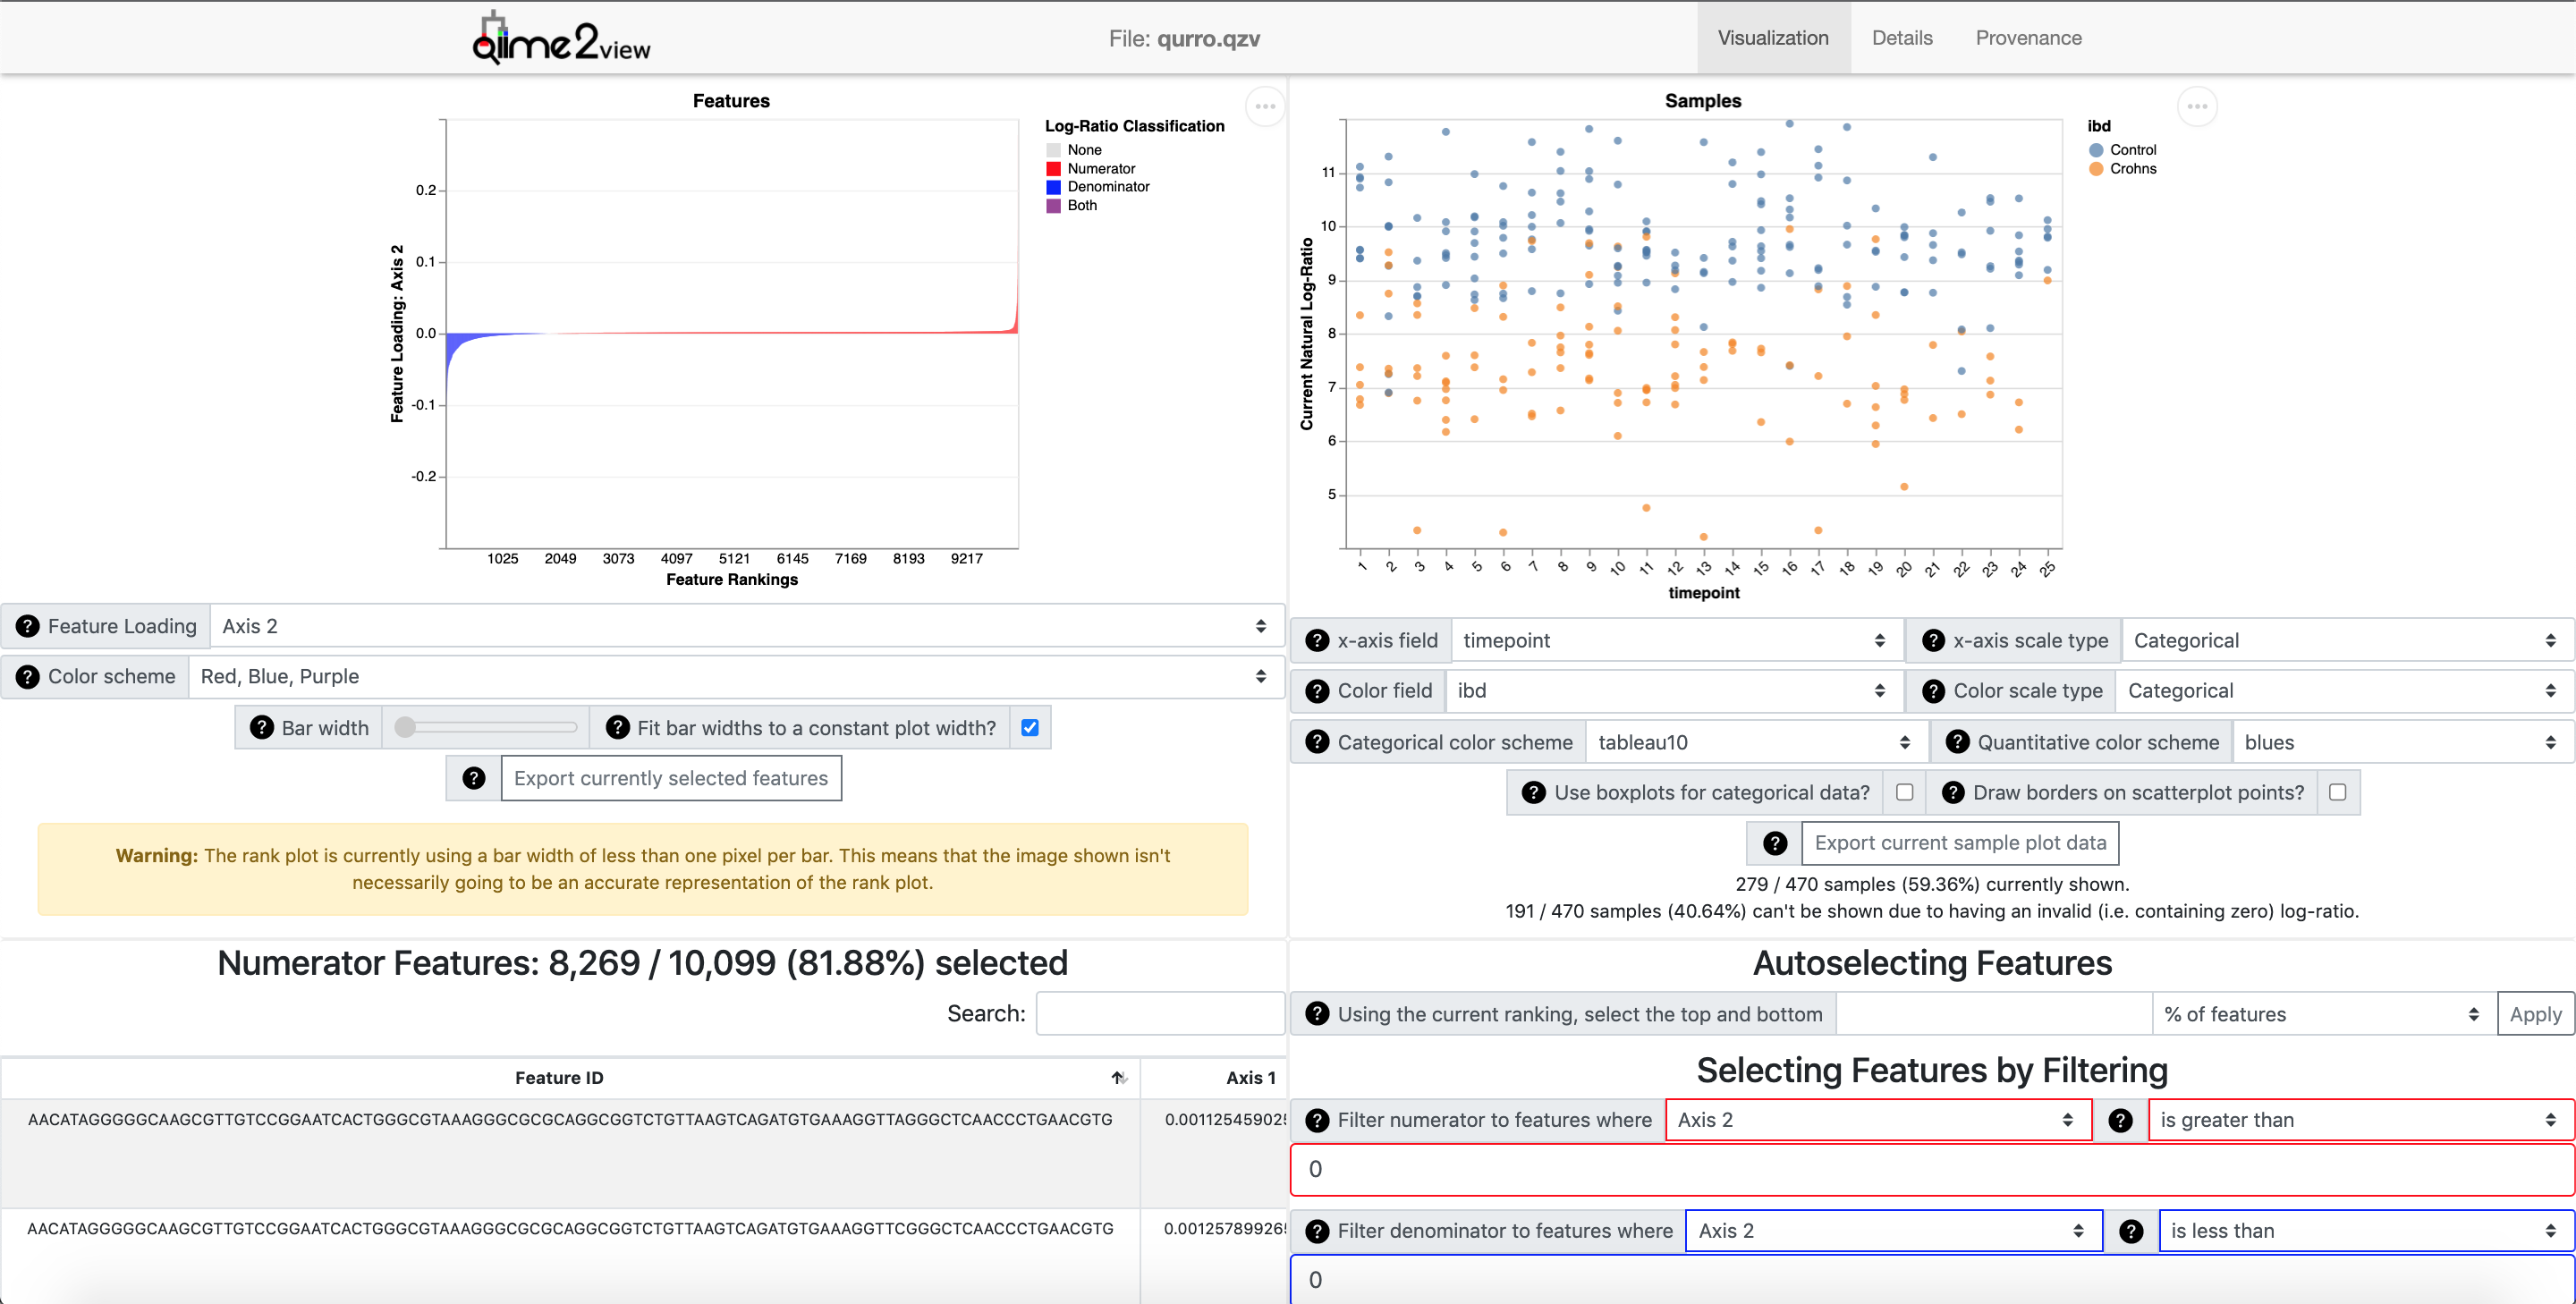 qiime2view
File: qurro.qzv
Visualization
Details
Provenance
Features
Log-Ratio Classification
None
Numerator
Denominator
Both
Feature Loading: Axis 2
0.2
0.1
0.0
-0.1
-0.2
1025 2049 3073 4097 5121 6145 7169 8193 9217
Feature Rankings
Samples
ibd
Control
Crohns
Current Natural Log-Ratio
11
10
9
8
7
6
5
1 2 3 4 5 6 7 8 9 10 11 12 13 14 15 16 17 18 19 20 21 22 23 24 25
timepoint
? Feature Loading Axis 2
? Color scheme Red, Blue, Purple
? Bar width ? Fit bar widths to a constant plot width?
? Export currently selected features
Warning: The rank plot is currently using a bar width of less than one pixel per bar. This means that the image shown isn't
necessarily going to be an accurate representation of the rank plot.
? x-axis field timepoint ? x-axis scale type Categorical
? Color field ibd ? Color scale type Categorical
? Categorical color scheme tableau10 ? Quantitative color scheme blues
? Use boxplots for categorical data? ? Draw borders on scatterplot points?
? Export current sample plot data
279 / 470 samples (59.36%) currently shown.
191 / 470 samples (40.64%) can't be shown due to having an invalid (i.e. containing zero) log-ratio.
Numerator Features: 8,269 / 10,099 (81.88%) selected
Search:
Feature ID Axis 1
AACATAGGGGGCAAGCGTTGTCCGGAATCACTGGGCGTAAAGGGCGCGCAGGCGGTCTGTTAAGTCAGATGTGAAAGGTTAGGGCTCAACCCTGAACGTG 0.001125459025
AACATAGGGGGCAAGCGTTGTCCGGAATCACTGGGCGTAAAGGGCGCGCAGGCGGTCTGTTAAGTCAGATGTGAAAGGTTCGGGCTCAACCCTGAACGTG 0.001257899265
Autoselecting Features
? Using the current ranking, select the top and bottom % of features Apply
Selecting Features by Filtering
? Filter numerator to features where Axis 2 ? is greater than
0
? Filter denominator to features where Axis 2 ? is less than
0